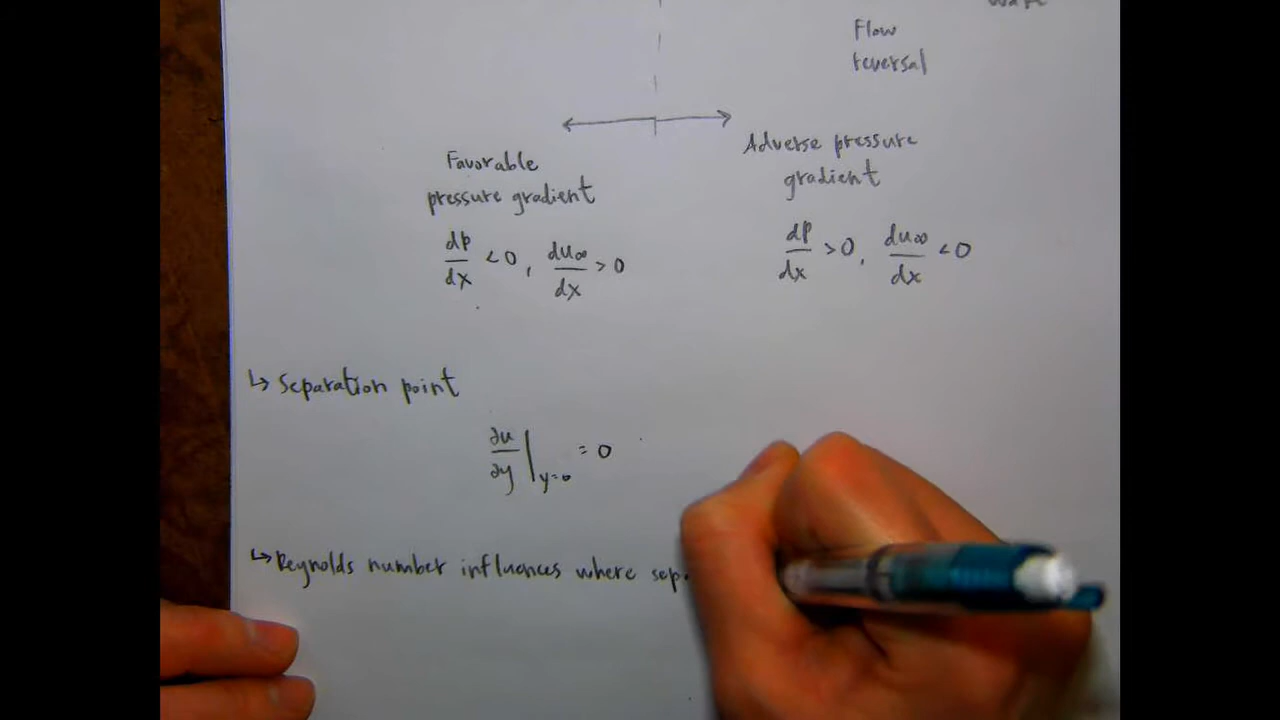 Flow
reversal
Favorable
pressure gradient
dp/dx < 0, du∞/dx > 0
Adverse pressure
gradient
dp/dx > 0, du∞/dx < 0
↳ Separation point
∂u/∂y |y=0 = 0
↳ Reynolds number influences where sep